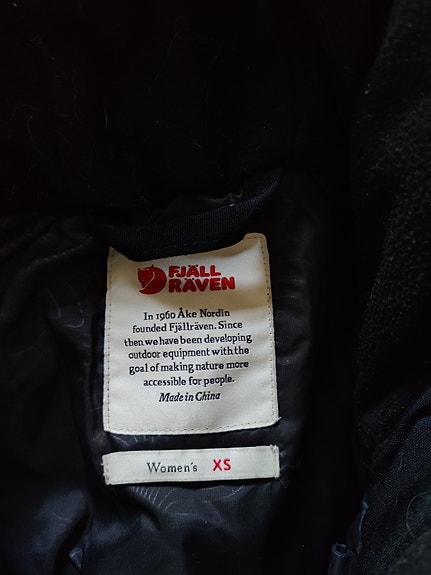 FJÄLL
RÄVEN
In 1960 Åke Nordin
founded Fjällräven. Since
then we have been developing
outdoor equipment with the
goal of making nature more
accessible for people.
Made in China
Women's XS